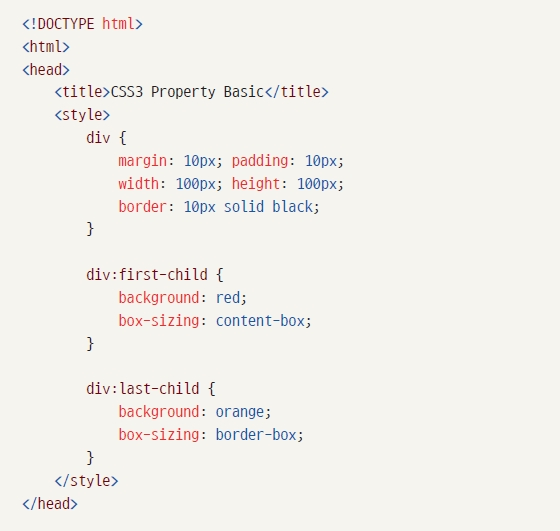 <!DOCTYPE html>
<html>
<head>
    <title>CSS3 Property Basic</title>
    <style>
        div {
            margin: 10px; padding: 10px;
            width: 100px; height: 100px;
            border: 10px solid black;
        }

        div:first-child {
            background: red;
            box-sizing: content-box;
        }

        div:last-child {
            background: orange;
            box-sizing: border-box;
        }
    </style>
</head>